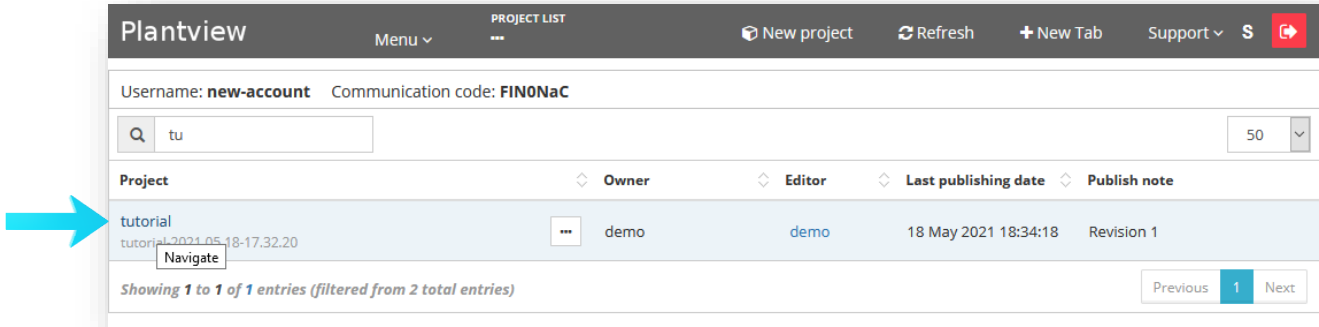 Plantview
Menu
PROJECT LIST
New project
Refresh
New Tab
Support
S
Username: new-account Communication code: FIN0NaC
tu
50
Project Owner Editor Last publishing date Publish note
tutorial
tutorial-2021.05.18-17.32.20
demo demo 18 May 2021 18:34:18 Revision 1
Navigate
Showing 1 to 1 of 1 entries (filtered from 2 total entries)
Previous 1 Next